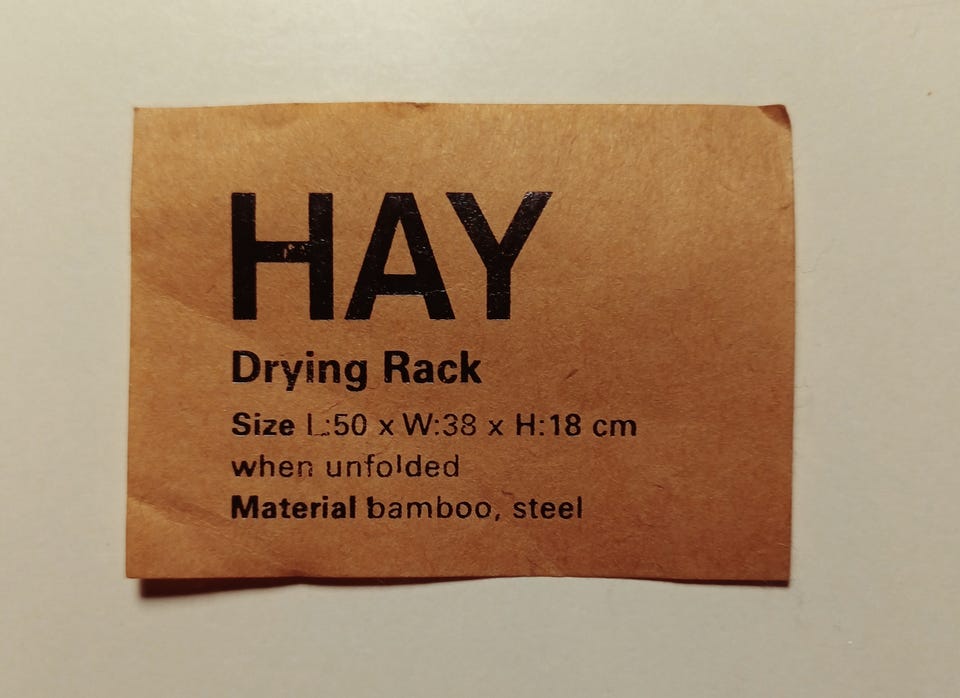 HAY
Drying Rack
Size L:50 x W:38 x H:18 cm
when unfolded
Material bamboo, steel